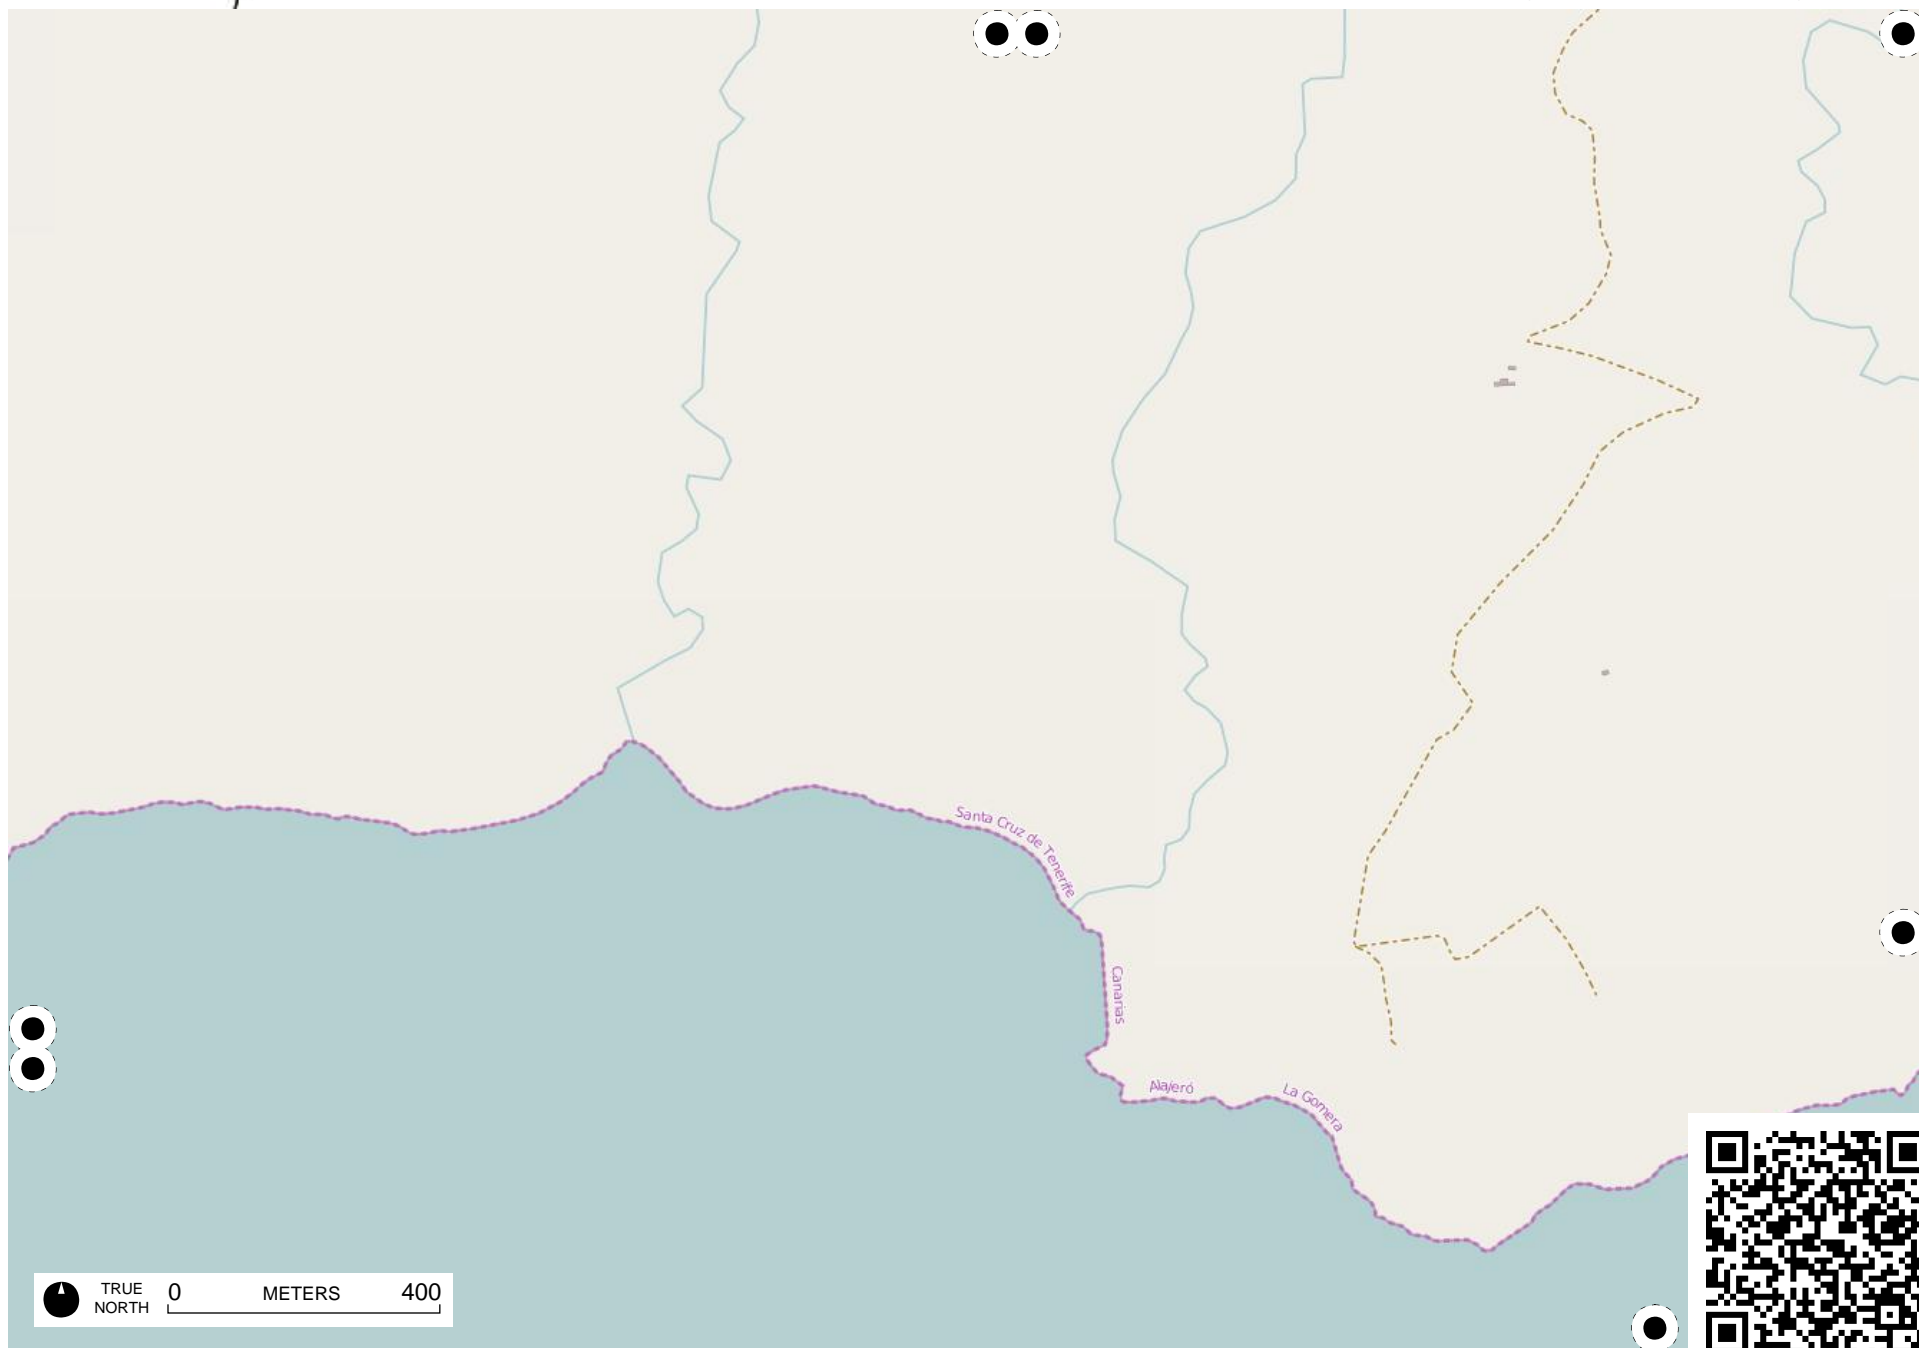 Santa Cruz de Tenerife
Canarias
Alajeró
La Gomera
TRUE NORTH
0 METERS 400